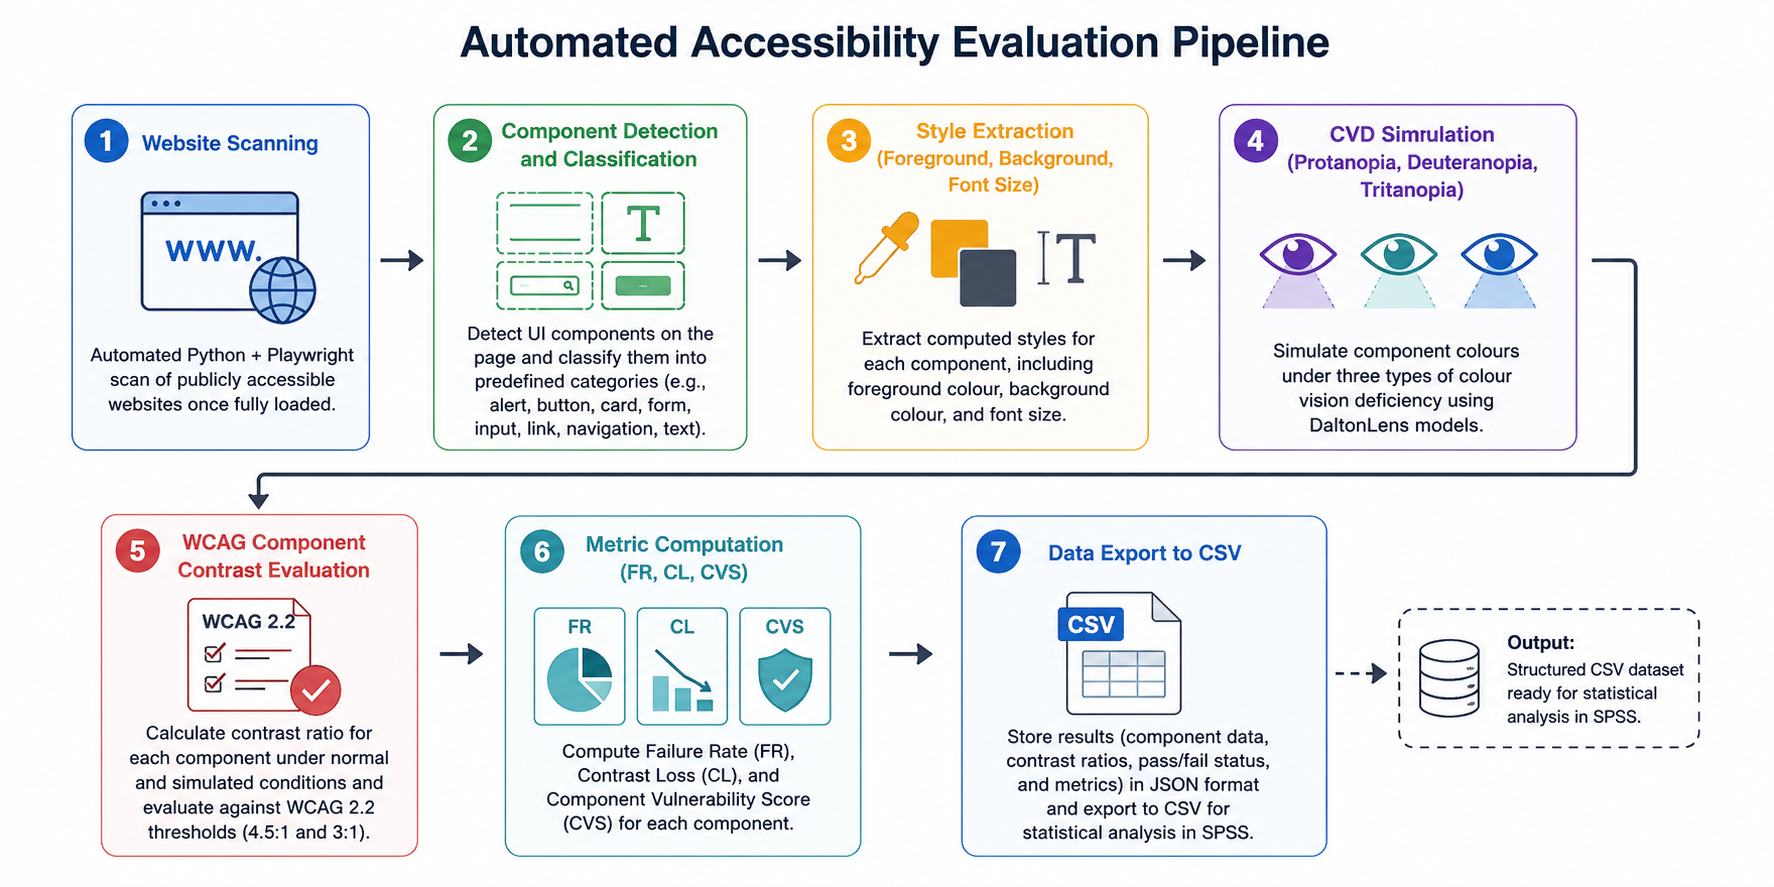 Automated Accessibility Evaluation Pipeline
1
Website Scanning
WWW.
Automated Python + Playwright
scan of publicly accessible
websites once fully loaded.
2
Component Detection
and Classification
T
Detect UI components on the
page and classify them into
predefined categories (e.g.,
alert, button, card, form,
input, link, navigation, text).
3
Style Extraction
(Foreground, Background,
Font Size)
T
Extract computed styles for
each component, including
foreground colour, background
colour, and font size.
4
CVD Simrulation
(Protanopia, Deuteranopia,
Tritanopia)
Simulate component colours
under three types of colour
vision deficiency using
DaltonLens models.
5
WCAG Component
Contrast Evaluation
WCAG 2.2
Calculate contrast ratio for
each component under normal
and simulated conditions and
evaluate against WCAG 2.2
thresholds (4.5:1 and 3:1).
6
Metric Computation
(FR, CL, CVS)
FR
CL
CVS
Compute Failure Rate (FR),
Contrast Loss (CL), and
Component Vulnerability Score
(CVS) for each component.
7
Data Export to CSV
CSV
Store results (component data,
contrast ratios, pass/fail status,
and metrics) in JSON format
and export to CSV for
statistical analysis in SPSS.
Output:
Structured CSV dataset
ready for statistical
analysis in SPSS.